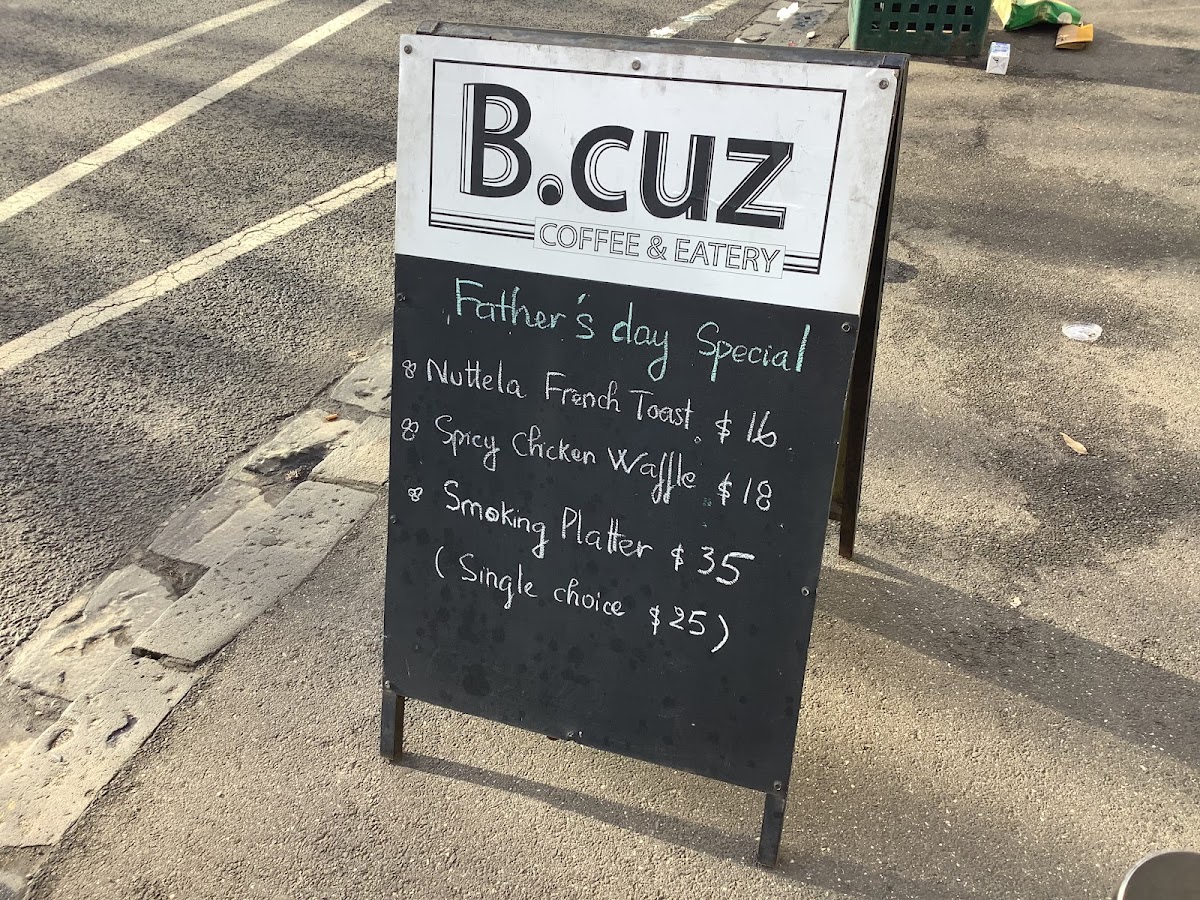 B.cuz
COFFEE & EATERY
Father's day Special
Nuttela French Toast $16
Spicy Chicken Waffle $18
Smoking Platter $35
(Single choice $25)